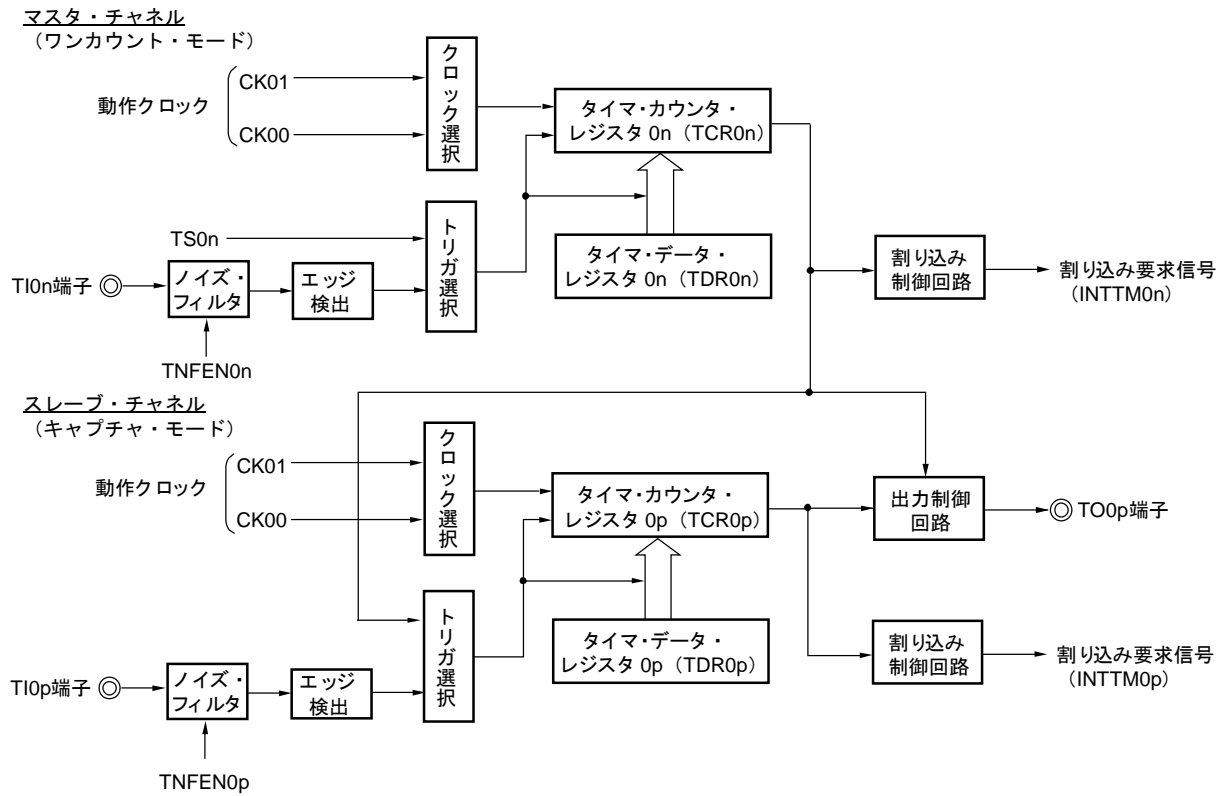 マスタ・チャネル
（ワンカウント・モード）
動作クロック
CK01
CK00
クロック選択
タイマ・カウンタ・
レジスタ 0n（TCR0n）
TS0n
トリガ選択
タイマ・データ・
レジスタ 0n（TDR0n）
TI0n端子
ノイズ・
フィルタ
エッジ
検出
TNFEN0n
割り込み
制御回路
割り込み要求信号
(INTTM0n)
スレーブ・チャネル
（キャプチャ・モード）
動作クロック
CK01
CK00
クロック選択
タイマ・カウンタ・
レジスタ 0p（TCR0p）
出力制御
回路
TO0p端子
トリガ選択
タイマ・データ・
レジスタ 0p（TDR0p）
TI0p端子
ノイズ・
フィルタ
エッジ
検出
TNFEN0p
割り込み
制御回路
割り込み要求信号
(INTTM0p)